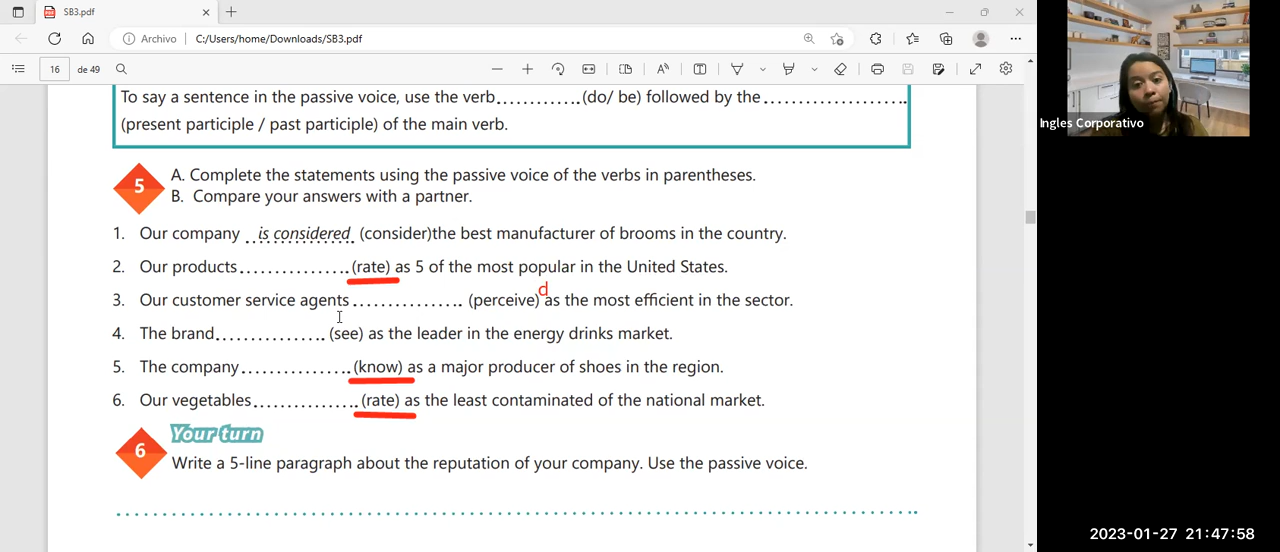 SB3.pdf
Archivo C:/Users/home/Downloads/SB3.pdf
16 de 49
To say a sentence in the passive voice, use the verb............(do/ be) followed by the....................
(present participle / past participle) of the main verb.
5
A. Complete the statements using the passive voice of the verbs in parentheses.
B. Compare your answers with a partner.
1. Our company is considered (consider)the best manufacturer of brooms in the country.
2. Our products...............(rate) as 5 of the most popular in the United States.
d
3. Our customer service agents............... (perceive) as the most efficient in the sector.
4. The brand............... (see) as the leader in the energy drinks market.
5. The company...............(know) as a major producer of shoes in the region.
6. Our vegetables...............(rate) as the least contaminated of the national market.
6
Your turn
Write a 5-line paragraph about the reputation of your company. Use the passive voice.
Ingles Corporativo
2023-01-27 21:47:58